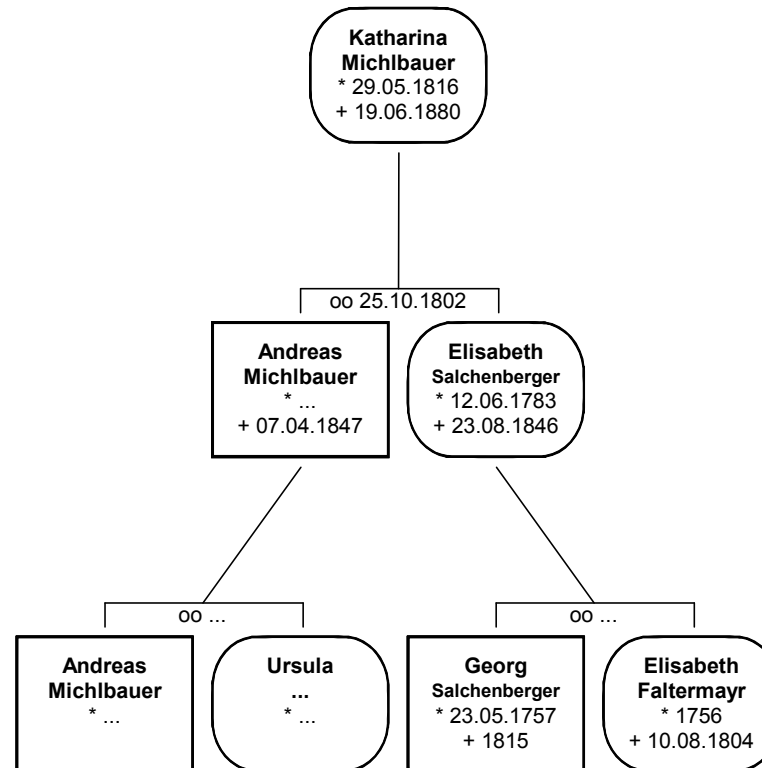 Katharina
Michlbauer
* 29.05.1816
+ 19.06.1880
oo 25.10.1802
Andreas
Michlbauer
* ...
+ 07.04.1847
Elisabeth
Salchenberger
* 12.06.1783
+ 23.08.1846
oo ...
oo ...
Andreas
Michlbauer
* ...
Ursula
...
* ...
Georg
Salchenberger
* 23.05.1757
+ 1815
Elisabeth
Faltermayr
* 1756
+ 10.08.1804